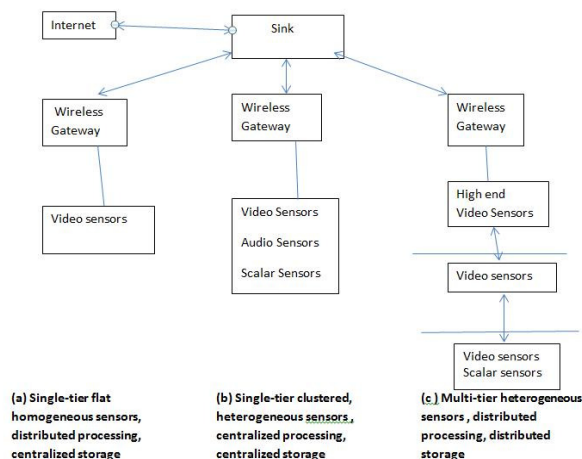 Internet
Sink
Wireless
Gateway
Wireless
Gateway
Wireless
Gateway
Video sensors
Video Sensors
Audio Sensors
Scalar Sensors
High end
Video Sensors
Video sensors
Video sensors
Scalar sensors
(a) Single-tier flat
homogeneous sensors,
distributed processing,
centralized storage
(b) Single-tier clustered,
heterogeneous sensors ,
centralized processing,
centralized storage
(c ) Multi-tier heterogeneous
sensors , distributed
processing, distributed
storage